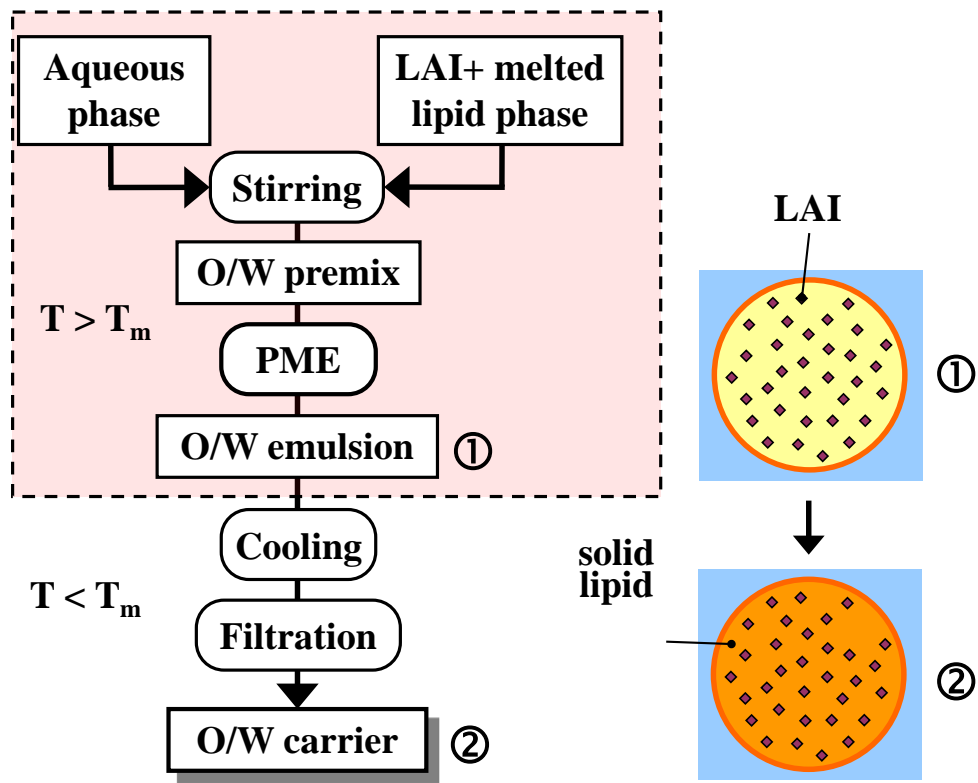 Aqueous
phase
LAI+ melted
lipid phase
Stirring
O/W premix
T > Tₘ
PME
O/W emulsion
①
Cooling
T < Tₘ
Filtration
O/W carrier
②
LAI
①
solid
lipid
②